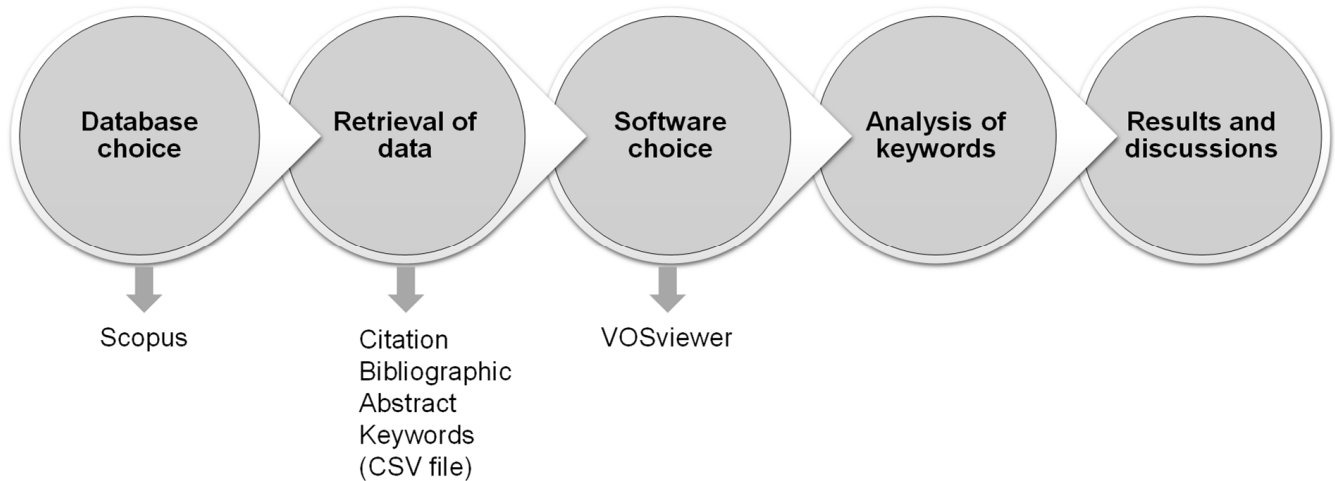 Database
choice
Retrieval of
data
Software
choice
Analysis of
keywords
Results and
discussions
Scopus
Citation
Bibliographic
Abstract
Keywords
(CSV file)
VOSviewer